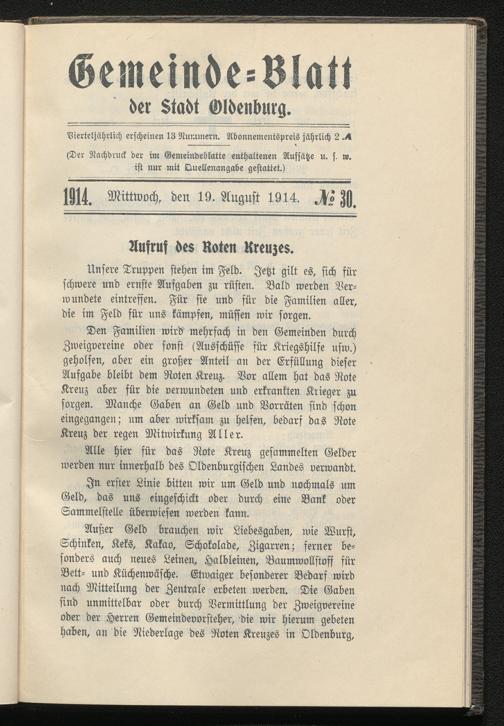 Gemeinde=Blatt
der Stadt Oldenburg.
Vierteljährlich erscheinen 13 Nummern. Abonnementspreis jährlich 2 ℳ
(Der Nachdruck der im Gemeindeblatte enthaltenen Aufsätze u. s. w.
ist nur mit Quellenangabe gestattet.)
1914. Mittwoch, den 19. August 1914. № 30.
Aufruf des Roten Kreuzes.
Unsere Truppen stehen im Feld. Jetzt gilt es, sich für
schwere und ernste Aufgaben zu rüsten. Bald werden Ver-
wundete eintreffen. Für sie und für die Familien aller,
die im Feld für uns kämpfen, müssen wir sorgen.
Den Familien wird mehrfach in den Gemeinden durch
Zweigvereine oder sonst (Ausschüsse für Kriegshilfe usw.)
geholfen, aber ein großer Anteil an der Erfüllung dieser
Aufgabe bleibt dem Roten Kreuz. Vor allem hat das Rote
Kreuz aber für die verwundeten und erkrankten Krieger zu
sorgen. Manche Gaben an Geld und Vorräten sind schon
eingegangen; um aber wirksam zu helfen, bedarf das Rote
Kreuz der regen Mitwirkung Aller.
Alle hier für das Rote Kreuz gesammelten Gelder
werden nur innerhalb des Oldenburgischen Landes verwandt.
In erster Linie bitten wir um Geld und nochmals um
Geld, das uns eingeschickt oder durch eine Bank oder
Sammelstelle überwiesen werden kann.
Außer Geld brauchen wir Liebesgaben, wie Wurst,
Schinken, Keks, Kakao, Schokolade, Zigarren; ferner be-
sonders auch neues Leinen, Halbleinen, Baumwollstoff für
Bett- und Küchenwäsche. Etwaiger besonderer Bedarf wird
nach Mitteilung der Zentrale erbeten werden. Die Gaben
sind unmittelbar oder durch Vermittlung der Zweigvereine
oder der Herren Gemeindevorsteher, die wir hierum gebeten
haben, an die Niederlage des Roten Kreuzes in Oldenburg,